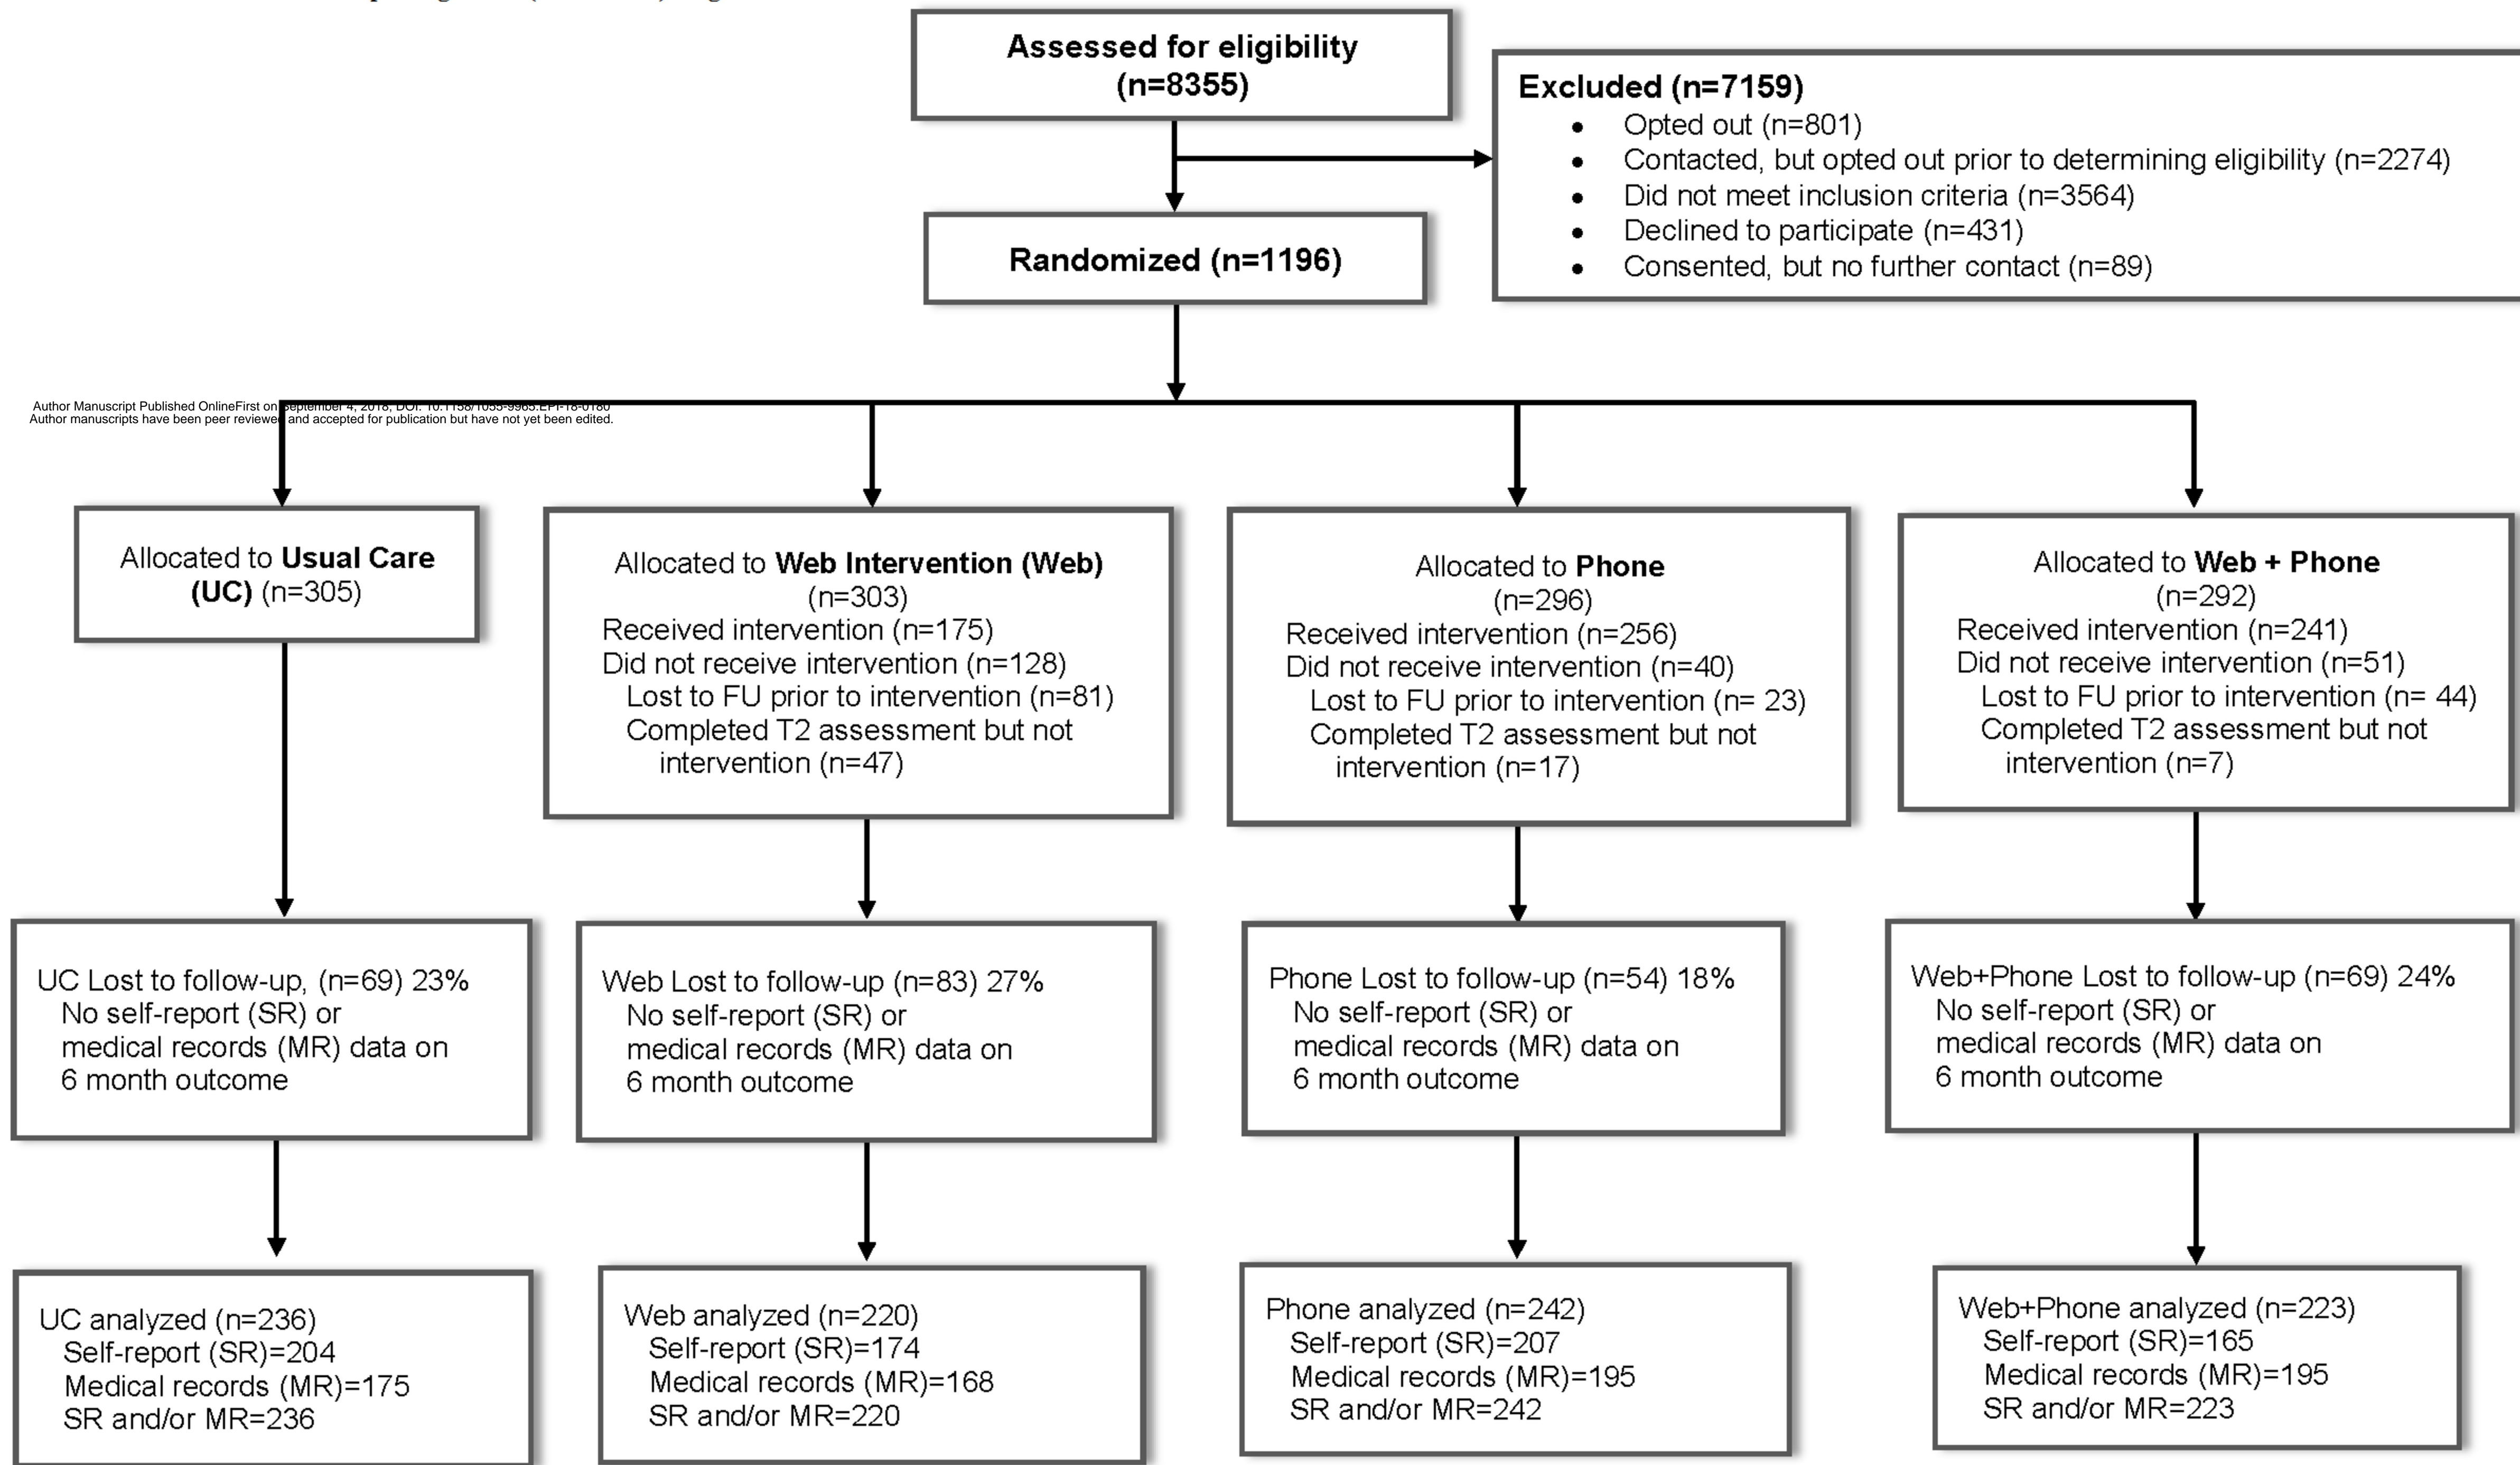 Assessed for eligibility
(n=8355)
Excluded (n=7159)
• Opted out (n=801)
• Contacted, but opted out prior to determining eligibility (n=2274)
• Did not meet inclusion criteria (n=3564)
• Declined to participate (n=431)
• Consented, but no further contact (n=89)
Randomized (n=1196)
Author Manuscript Published OnlineFirst on September 4, 2018; DOI: 10.1158/1055-9965.EPI-18-0180
Author manuscripts have been peer reviewed and accepted for publication but have not yet been edited.
Allocated to Usual Care
(UC) (n=305)
Allocated to Web Intervention (Web)
(n=303)
Received intervention (n=175)
Did not receive intervention (n=128)
Lost to FU prior to intervention (n=81)
Completed T2 assessment but not
intervention (n=47)
Allocated to Phone
(n=296)
Received intervention (n=256)
Did not receive intervention (n=40)
Lost to FU prior to intervention (n= 23)
Completed T2 assessment but not
intervention (n=17)
Allocated to Web + Phone
(n=292)
Received intervention (n=241)
Did not receive intervention (n=51)
Lost to FU prior to intervention (n= 44)
Completed T2 assessment but not
intervention (n=7)
UC Lost to follow-up, (n=69) 23%
No self-report (SR) or
medical records (MR) data on
6 month outcome
Web Lost to follow-up (n=83) 27%
No self-report (SR) or
medical records (MR) data on
6 month outcome
Phone Lost to follow-up (n=54) 18%
No self-report (SR) or
medical records (MR) data on
6 month outcome
Web+Phone Lost to follow-up (n=69) 24%
No self-report (SR) or
medical records (MR) data on
6 month outcome
UC analyzed (n=236)
Self-report (SR)=204
Medical records (MR)=175
SR and/or MR=236
Web analyzed (n=220)
Self-report (SR)=174
Medical records (MR)=168
SR and/or MR=220
Phone analyzed (n=242)
Self-report (SR)=207
Medical records (MR)=195
SR and/or MR=242
Web+Phone analyzed (n=223)
Self-report (SR)=165
Medical records (MR)=195
SR and/or MR=223